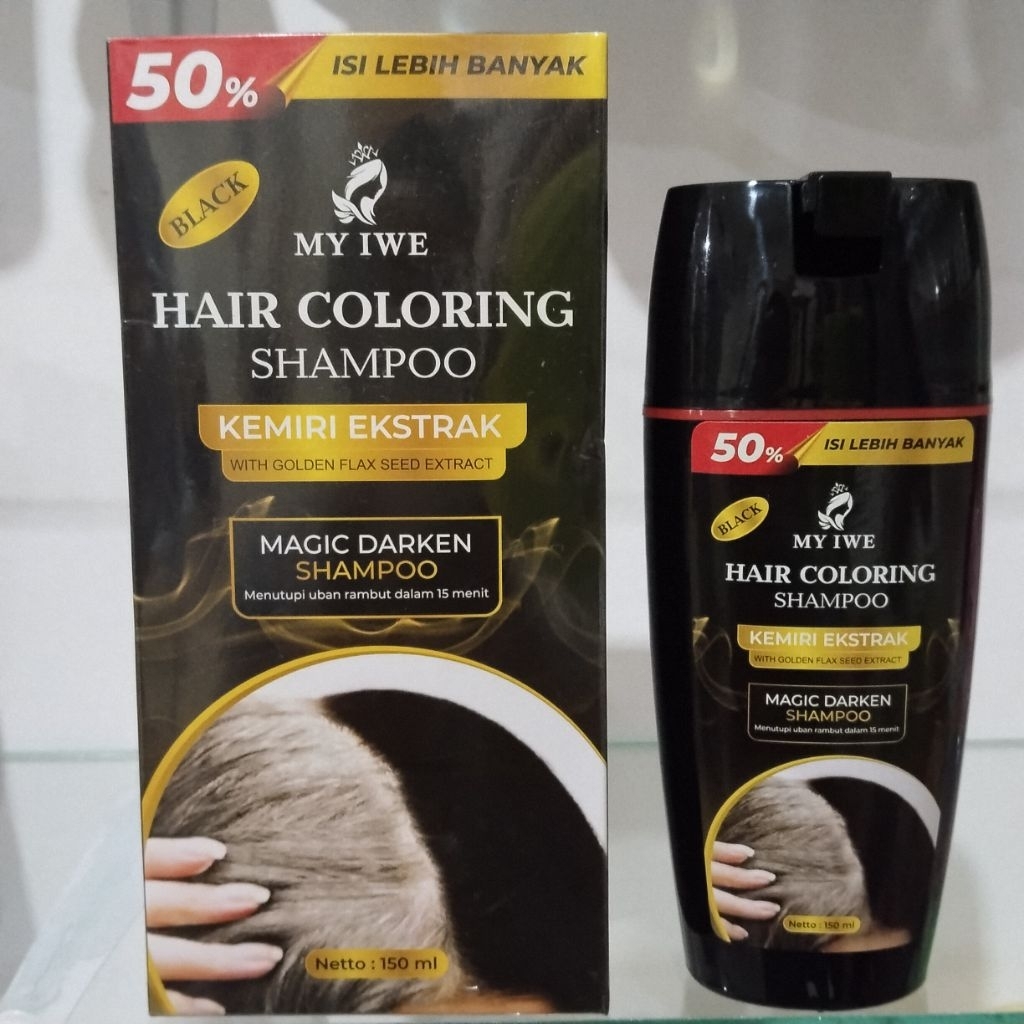 50%
ISI LEBIH BANYAK
BLACK
MY IWE
HAIR COLORING
SHAMPOO
KEMIRI EKSTRAK
WITH GOLDEN FLAX SEED EXTRACT
MAGIC DARKEN
SHAMPOO
Menutupi uban rambut dalam 15 menit
Netto : 150 ml
50%
ISI LEBIH BANYAK
BLACK
MY IWE
HAIR COLORING
SHAMPOO
KEMIRI EKSTRAK
WITH GOLDEN FLAX SEED EXTRACT
MAGIC DARKEN
SHAMPOO
Menutupi uban rambut dalam 15 menit
Netto : 150 ml